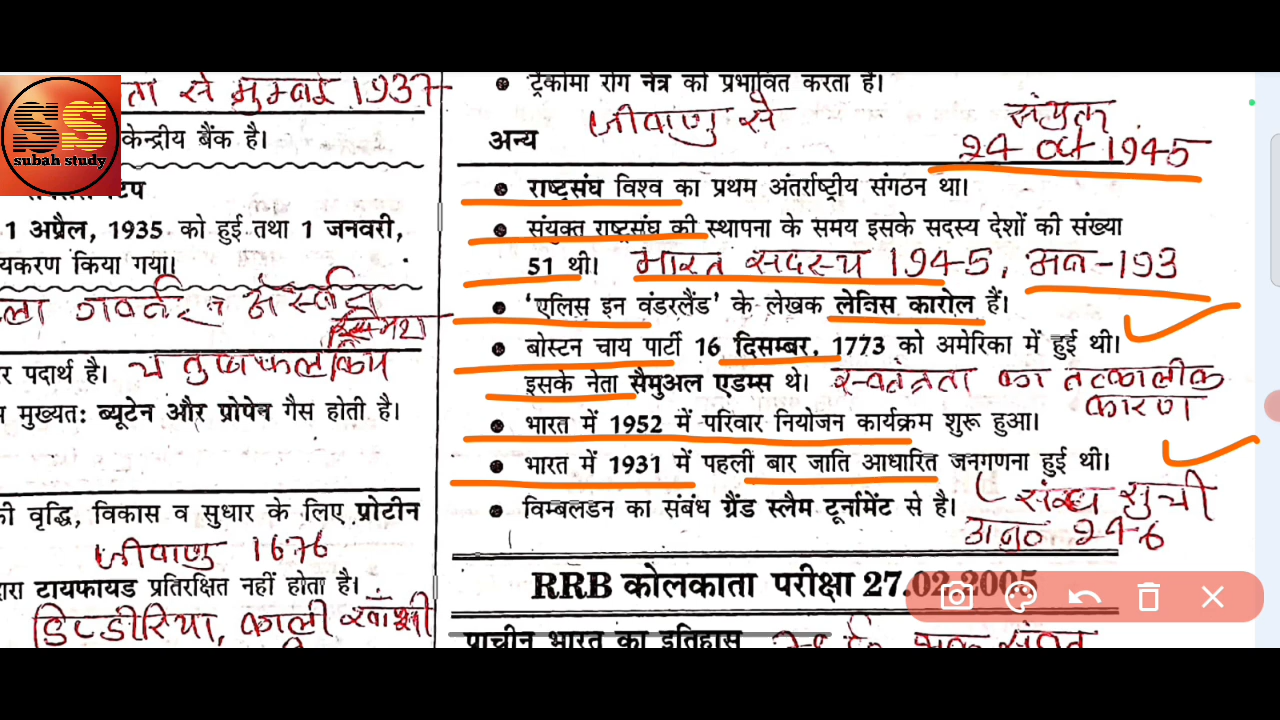 ता से मुम्बई 1937
SS
subah study
केन्द्रीय बैंक है।
1 अप्रैल, 1935 को हुई तथा 1 जनवरी,
यकरण किया गया।
गवर्नर
र पदार्थ है। चतुष्फलकीय
मुख्यत: ब्यूटेन और प्रोपेन गैस होती है।
की वृद्धि, विकास व सुधार के लिए प्रोटीन
जीवाणु 1676
टायफायड प्रतिरक्षित नहीं होता है।
काली खांसी
• ट्रैकोमा रोग नेत्र को प्रभावित करता है।
जीवाणु से
संयुक्त
अन्य
24 Oct 1945
• राष्ट्रसंघ विश्व का प्रथम अंतर्राष्ट्रीय संगठन था।
• संयुक्त राष्ट्रसंघ की स्थापना के समय इसके सदस्य देशों की संख्या
51 थी। भारत सदस्य 1945, अब-193
• 'एलिस इन वंडरलैंड' के लेखक लेविस कारोल हैं।
• बोस्टन चाय पार्टी 16 दिसम्बर, 1773 को अमेरिका में हुई थी।
इसके नेता सैमुअल एडम्स थे। स्वतंत्रता का तत्कालीक
कारण
• भारत में 1952 में परिवार नियोजन कार्यक्रम शुरू हुआ।
• भारत में 1931 में पहली बार जाति आधारित जनगणना हुई थी।
संघ सुची
• विम्बलडन का संबंध ग्रैंड स्लैम टूर्नामेंट से है।
अनु० 246
RRB कोलकाता परीक्षा 27.02.2005
प्राचीन भारत का इतिहास